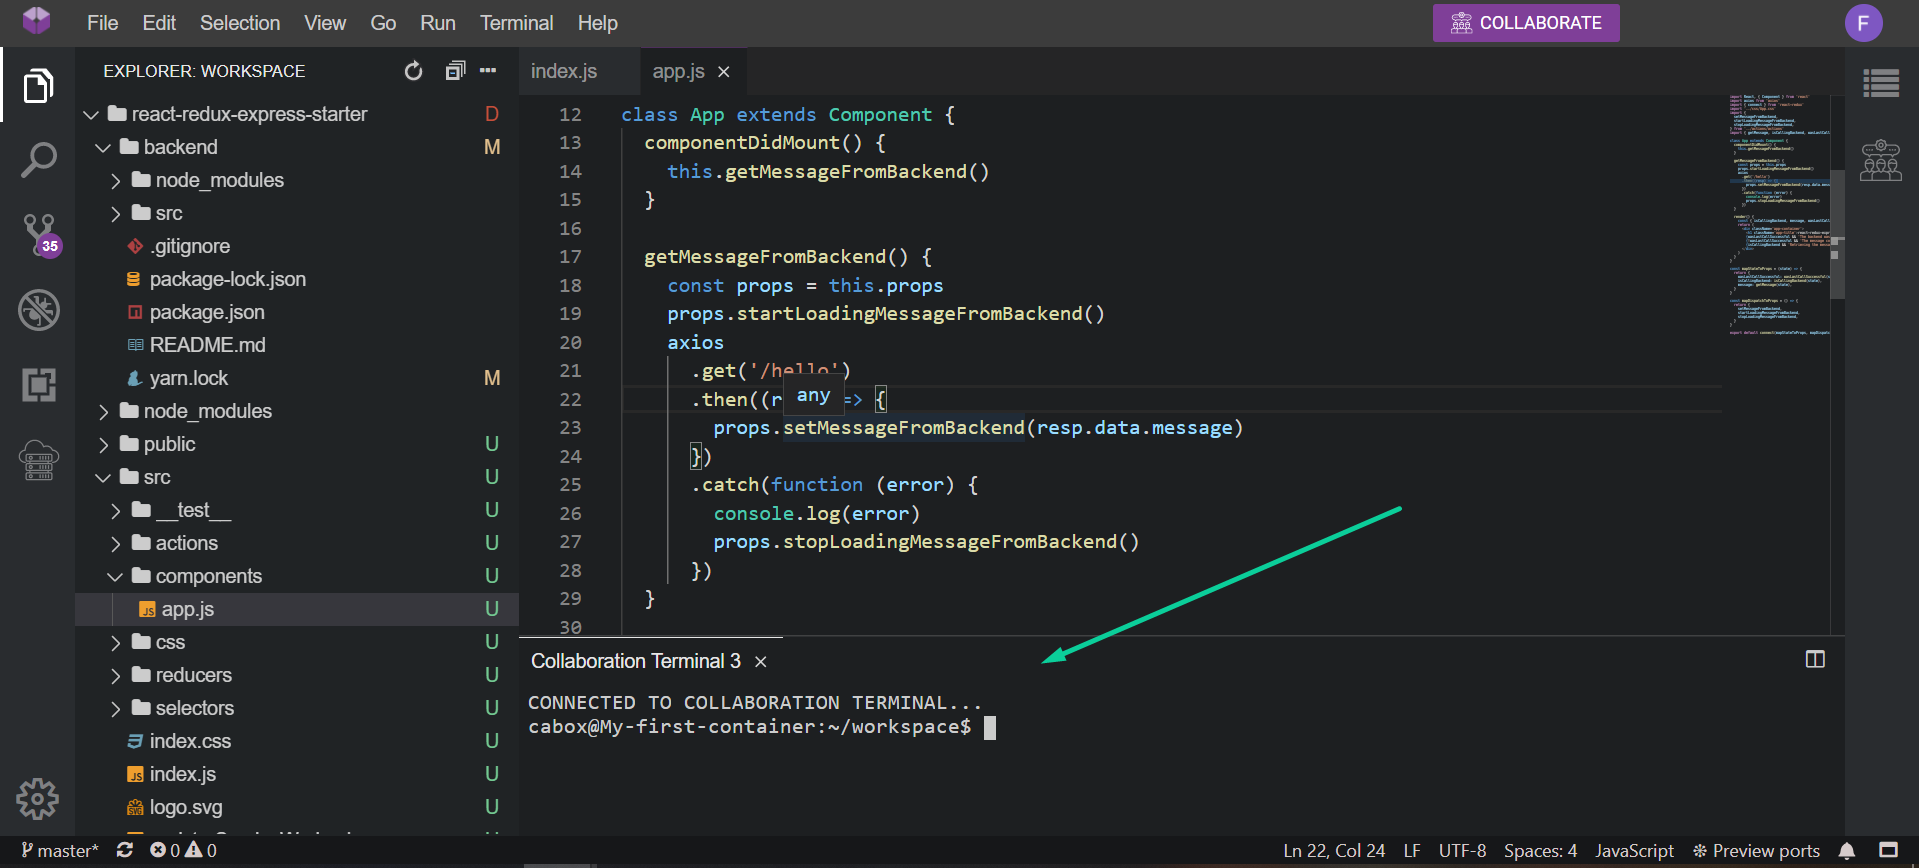 File Edit Selection View Go Run Terminal Help
COLLABORATE
F
EXPLORER: WORKSPACE
react-redux-express-starter D
backend M
node_modules
src
.gitignore
package-lock.json
package.json
README.md
yarn.lock M
node_modules
public U
src U
__test__ U
actions U
components U
JS app.js U
css U
reducers U
selectors U
index.css U
JS index.js U
logo.svg U
35
index.js app.js
12 class App extends Component {
13 componentDidMount() {
14 this.getMessageFromBackend()
15 }
16
17 getMessageFromBackend() {
18 const props = this.props
19 props.startLoadingMessageFromBackend()
20 axios
21 .get('/hello')
22 .then((r any => {
23 props.setMessageFromBackend(resp.data.message)
24 })
25 .catch(function (error) {
26 console.log(error)
27 props.stopLoadingMessageFromBackend()
28 })
29 }
30
Collaboration Terminal 3
CONNECTED TO COLLABORATION TERMINAL...
cabox@My-first-container:~/workspace$
master* 0 0 Ln 22, Col 24 LF UTF-8 Spaces: 4 JavaScript Preview ports